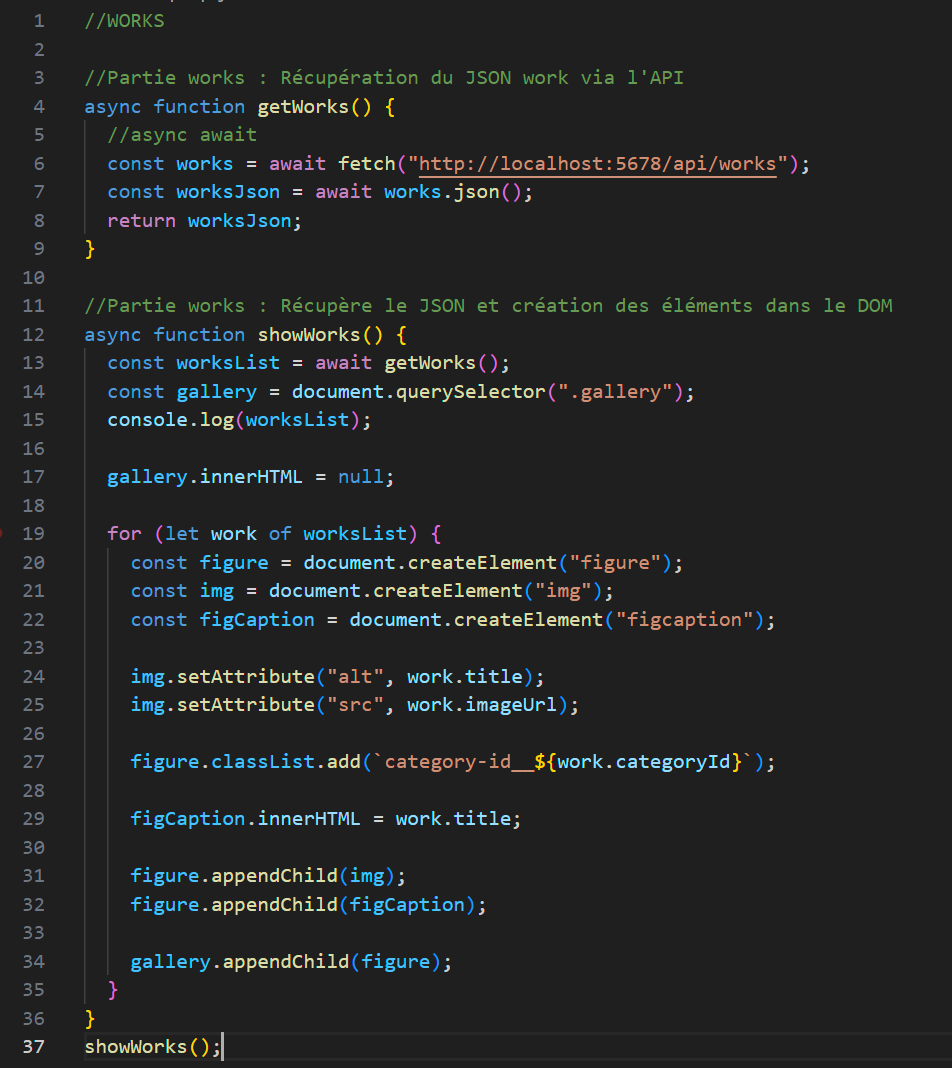 1 //WORKS
2
3 //Partie works : Récupération du JSON work via l'API
4 async function getWorks() {
5   //async await
6   const works = await fetch("http://localhost:5678/api/works");
7   const worksJson = await works.json();
8   return worksJson;
9 }
10
11 //Partie works : Récupère le JSON et création des éléments dans le DOM
12 async function showWorks() {
13   const worksList = await getWorks();
14   const gallery = document.querySelector(".gallery");
15   console.log(worksList);
16
17   gallery.innerHTML = null;
18
19   for (let work of worksList) {
20     const figure = document.createElement("figure");
21     const img = document.createElement("img");
22     const figCaption = document.createElement("figcaption");
23
24     img.setAttribute("alt", work.title);
25     img.setAttribute("src", work.imageUrl);
26
27     figure.classList.add(`category-id__${work.categoryId}`);
28
29     figCaption.innerHTML = work.title;
30
31     figure.appendChild(img);
32     figure.appendChild(figCaption);
33
34     gallery.appendChild(figure);
35   }
36 }
37 showWorks();